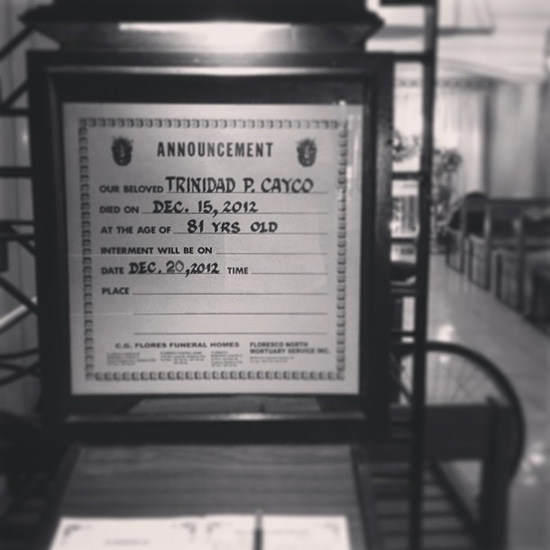 ANNOUNCEMENT
OUR BELOVED TRINIDAD P. CAYCO
DIED ON DEC. 15, 2012
AT THE AGE OF 81 YRS OLD
INTERMENT WILL BE ON
DATE DEC. 20, 2012 TIME
PLACE
C.G. FLORES FUNERAL HOMES
FLORESCO NORTH
MORTUARY SERVICE INC.